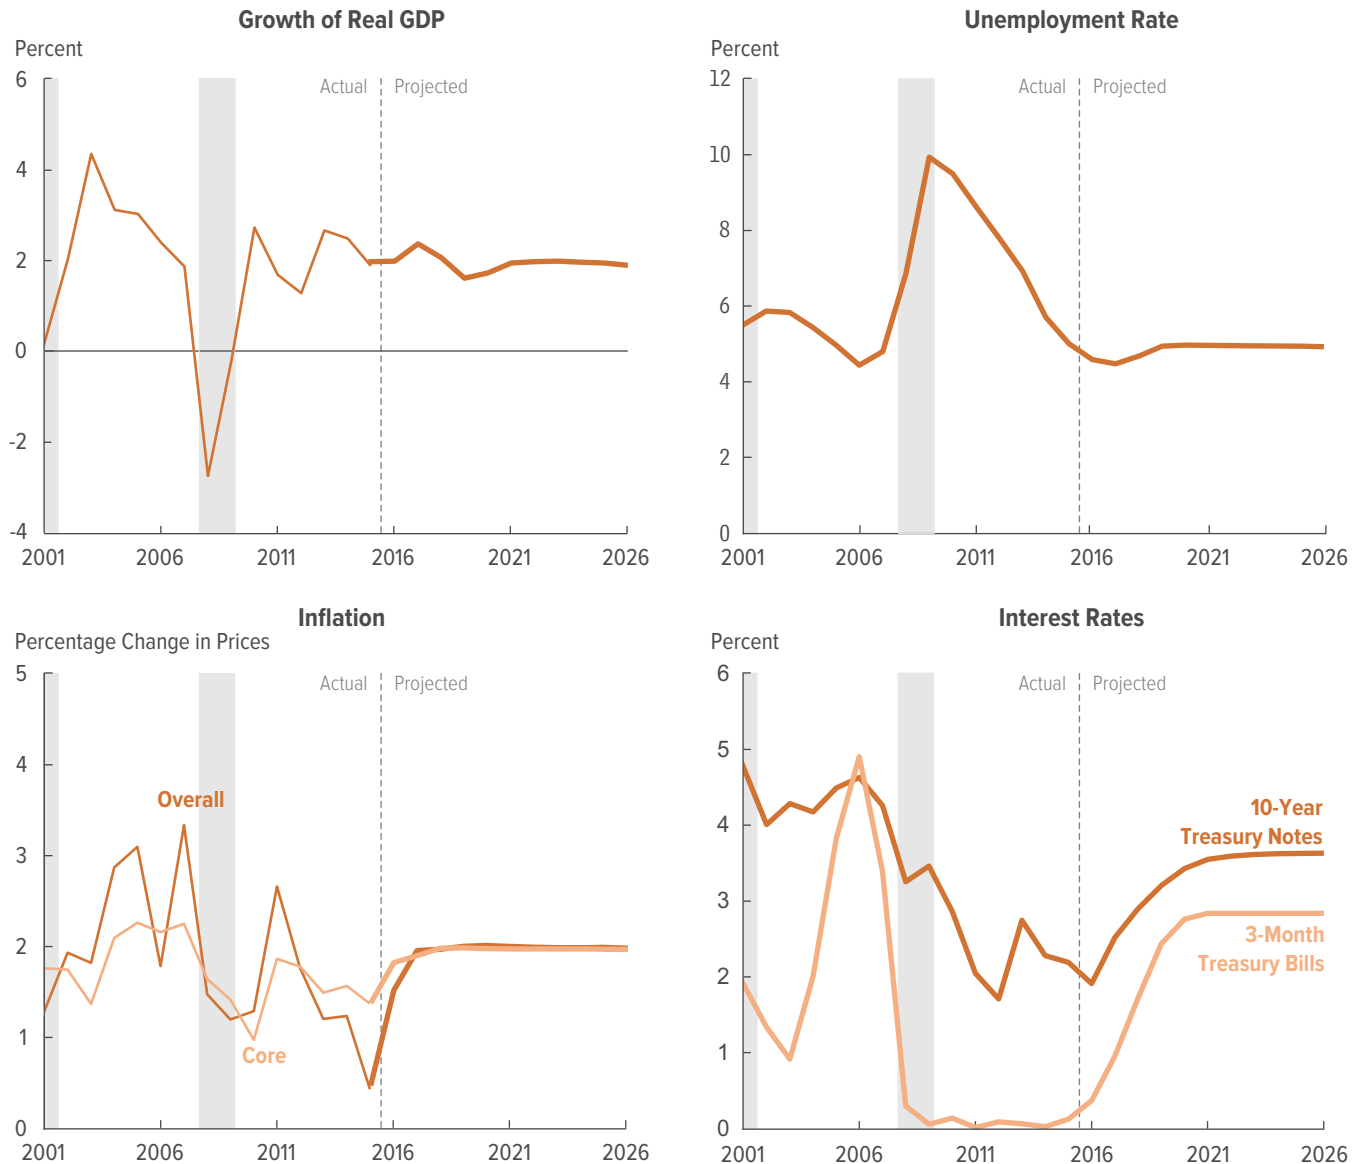 Growth of Real GDP
Percent
6
4
2
0
-2
-4
Actual
Projected
2001 2006 2011 2016 2021 2026
Unemployment Rate
Percent
12
10
8
6
4
2
0
Actual
Projected
2001 2006 2011 2016 2021 2026
Inflation
Percentage Change in Prices
5
4
3
2
1
0
Actual
Projected
Overall
Core
2001 2006 2011 2016 2021 2026
Interest Rates
Percent
6
5
4
3
2
1
0
Actual
Projected
10-Year
Treasury Notes
3-Month
Treasury Bills
2001 2006 2011 2016 2021 2026